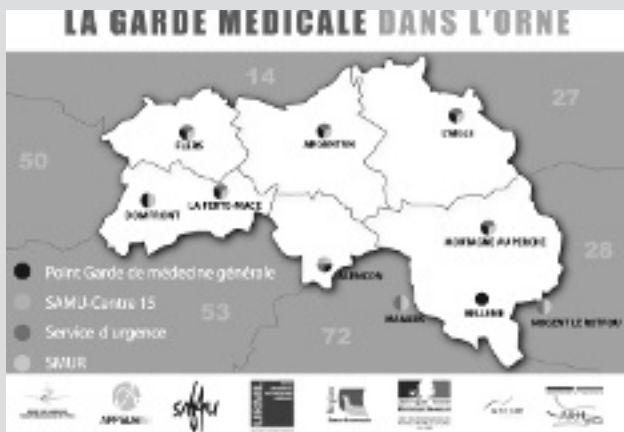 LA GARDE MEDICALE DANS L'ORNE
14
27
50
FLERS
ARGENTAN
L'AIGLE
DOMFRONT
LA FERTE-MACE
MORTAGNE AU PERCHE
28
ALENCON
Point Garde de médecine générale
SAMU-Centre 15
53
72
MAMERS
BELLEME
NOGENT LE ROTROU
Service d'urgence
SMUR